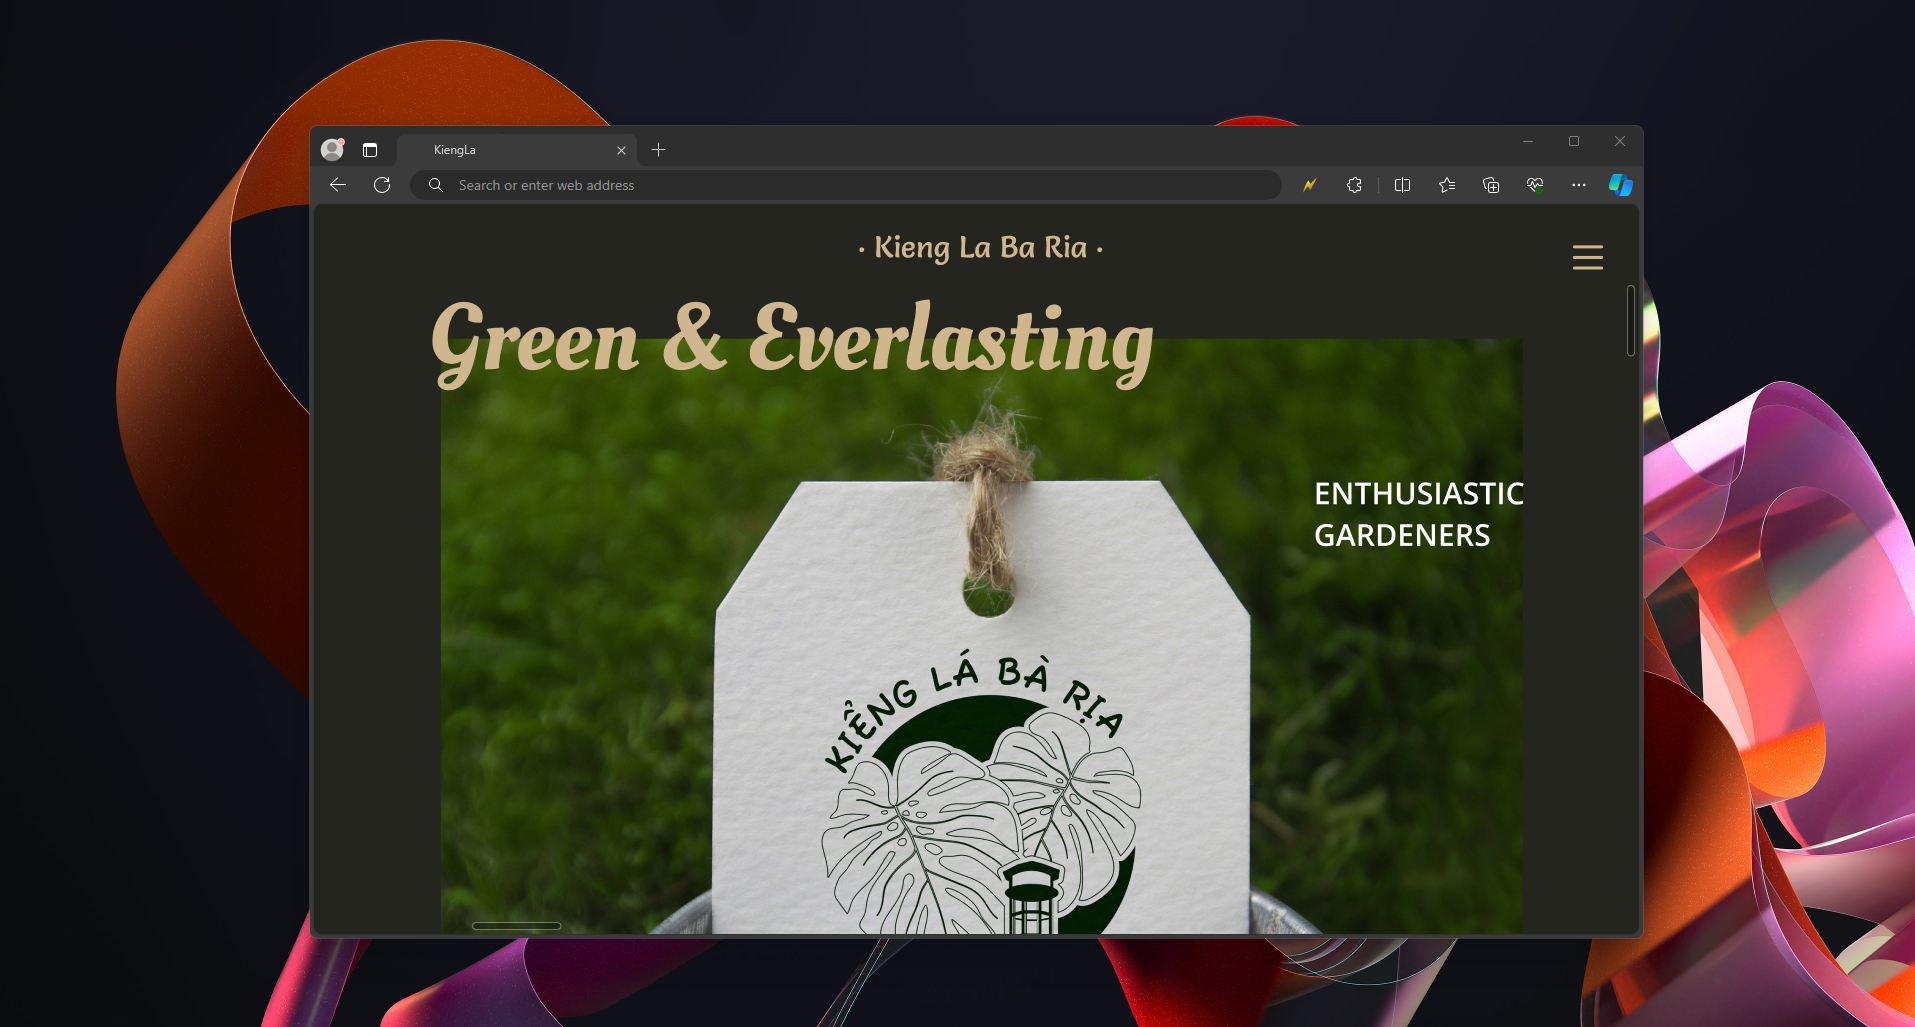 KiengLa
Search or enter web address
· Kieng La Ba Ria ·
Green & Everlasting
ENTHUSIASTIC
GARDENERS
KIỂNG LÁ BÀ RỊA